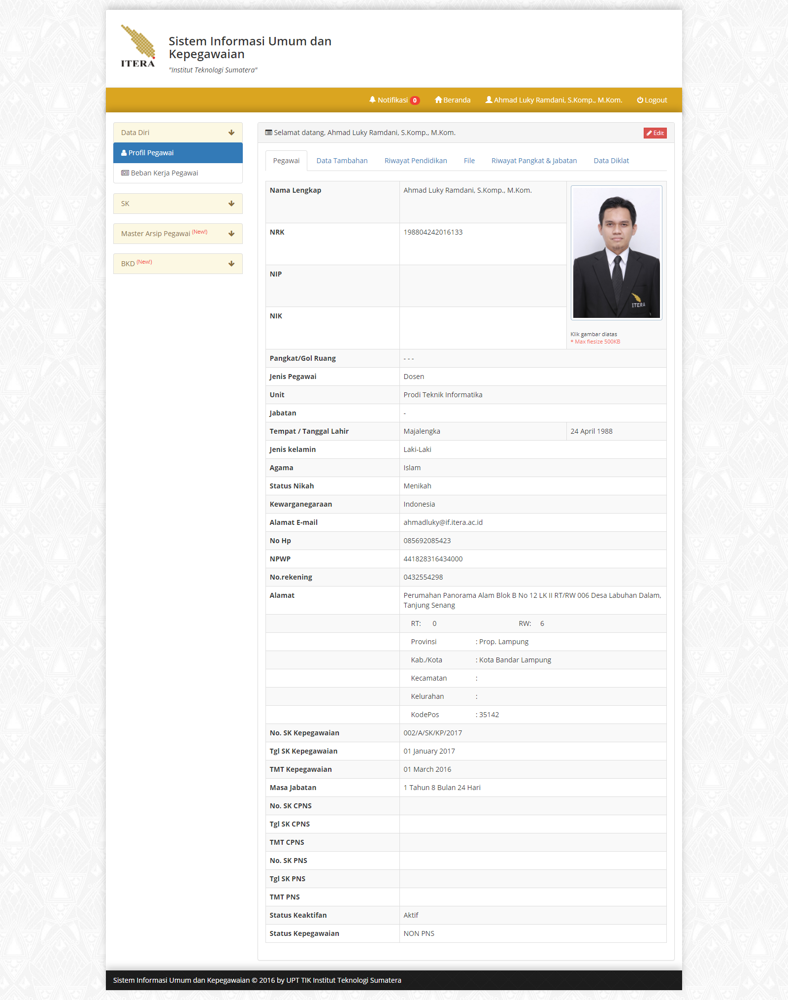 ITERA
Sistem Informasi Umum dan
Kepegawaian
"Institut Teknologi Sumatera"
Notifikasi 0 Beranda Ahmad Luky Ramdani, S.Komp., M.Kom. Logout
Data Diri
Profil Pegawai
Beban Kerja Pegawai
SK
Master Arsip Pegawai (New!)
BKD (New!)
Selamat datang, Ahmad Luky Ramdani, S.Komp., M.Kom. Edit
Pegawai Data Tambahan Riwayat Pendidikan File Riwayat Pangkat & Jabatan Data Diklat
Nama Lengkap Ahmad Luky Ramdani, S.Komp., M.Kom.
NRK 198804242016133
NIP
NIK
ITERA
Klik gambar diatas
* Max fiesize 500KB
Pangkat/Gol Ruang - - -
Jenis Pegawai Dosen
Unit Prodi Teknik Informatika
Jabatan -
Tempat / Tanggal Lahir Majalengka 24 April 1988
Jenis kelamin Laki-Laki
Agama Islam
Status Nikah Menikah
Kewarganegaraan Indonesia
Alamat E-mail ahmadluky@if.itera.ac.id
No Hp 085692085423
NPWP 441828316434000
No.rekening 0432554298
Alamat Perumahan Panorama Alam Blok B No 12 LK II RT/RW 006 Desa Labuhan Dalam,
Tanjung Senang
RT: 0 RW: 6
Provinsi : Prop. Lampung
Kab./Kota : Kota Bandar Lampung
Kecamatan :
Kelurahan :
KodePos : 35142
No. SK Kepegawaian 002/A/SK/KP/2017
Tgl SK Kepegawaian 01 January 2017
TMT Kepegawaian 01 March 2016
Masa Jabatan 1 Tahun 8 Bulan 24 Hari
No. SK CPNS
Tgl SK CPNS
TMT CPNS
No. SK PNS
Tgl SK PNS
TMT PNS
Status Keaktifan Aktif
Status Kepegawaian NON PNS
Sistem Informasi Umum dan Kepegawaian © 2016 by UPT TIK Institut Teknologi Sumatera